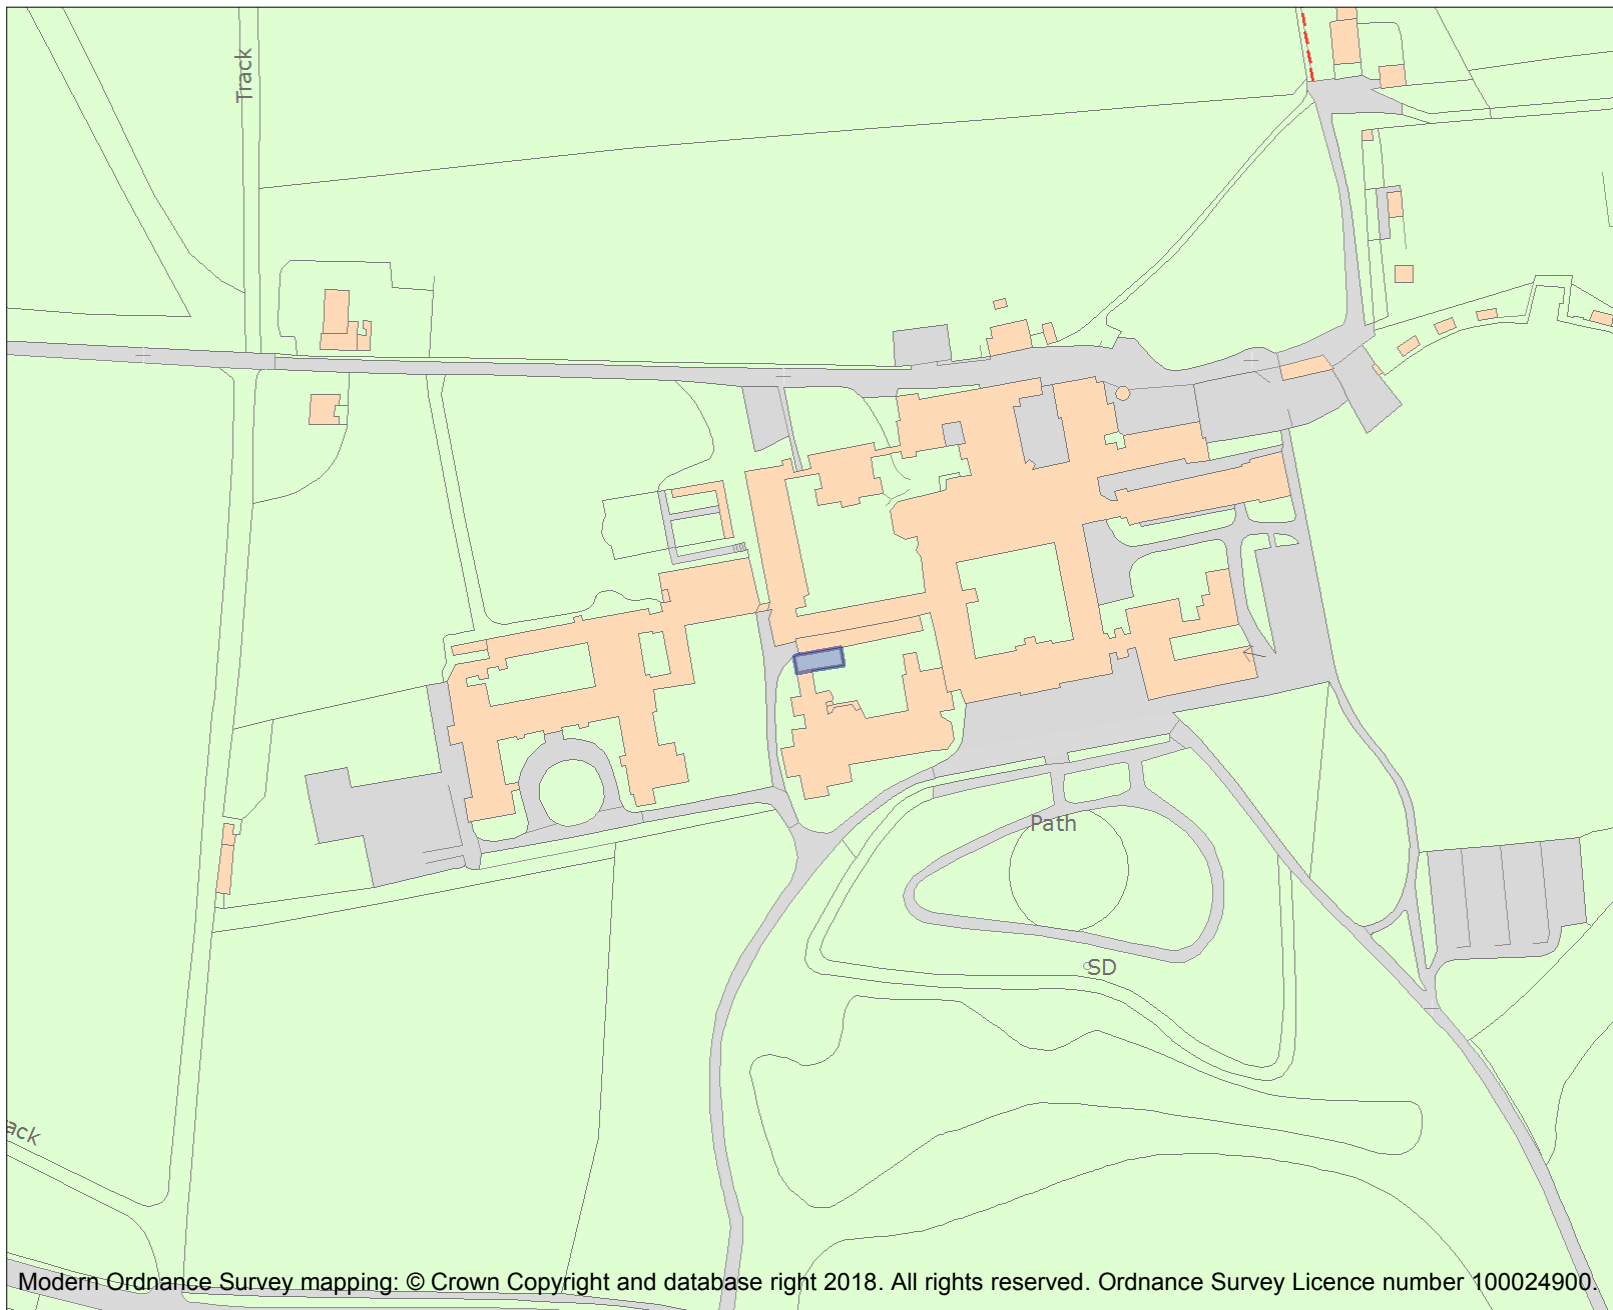 Track
Path
SD
ack
Modern Ordnance Survey mapping: © Crown Copyright and database right 2018. All rights reserved. Ordnance Survey Licence number 100024900.